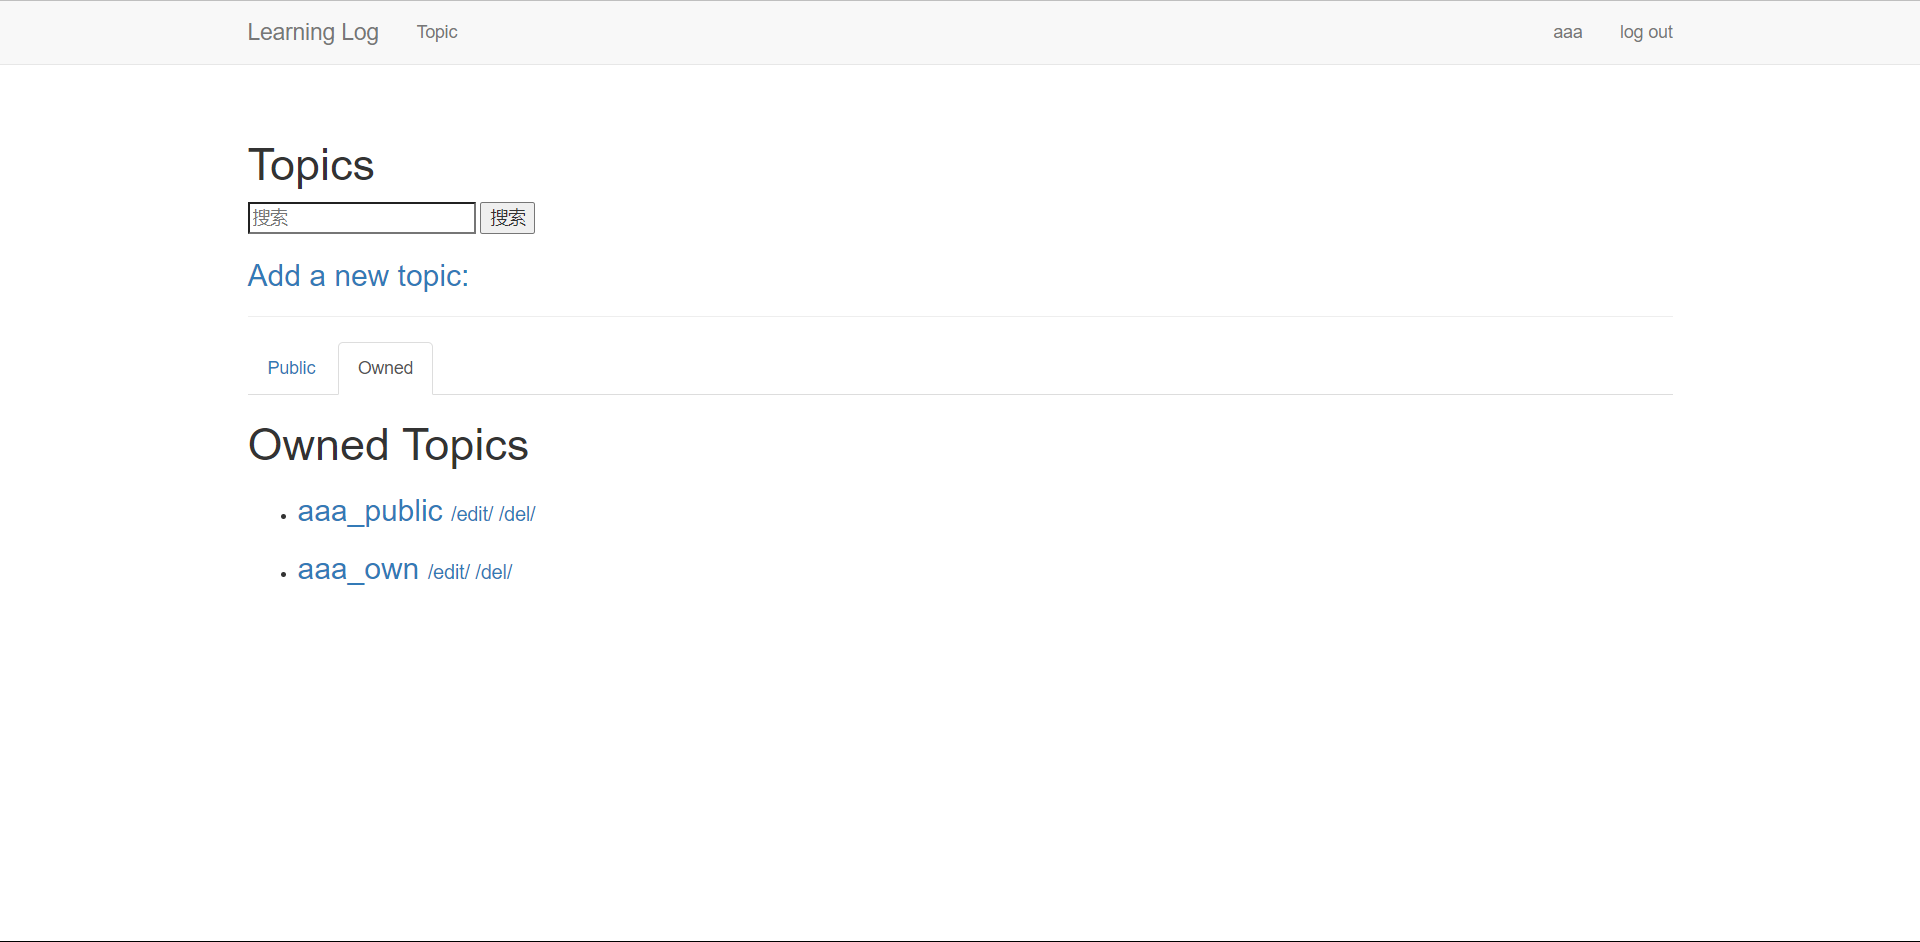 Learning Log Topic aaa log out
Topics
搜索 搜索
Add a new topic:
Public Owned
Owned Topics
aaa_public /edit/ /del/
aaa_own /edit/ /del/